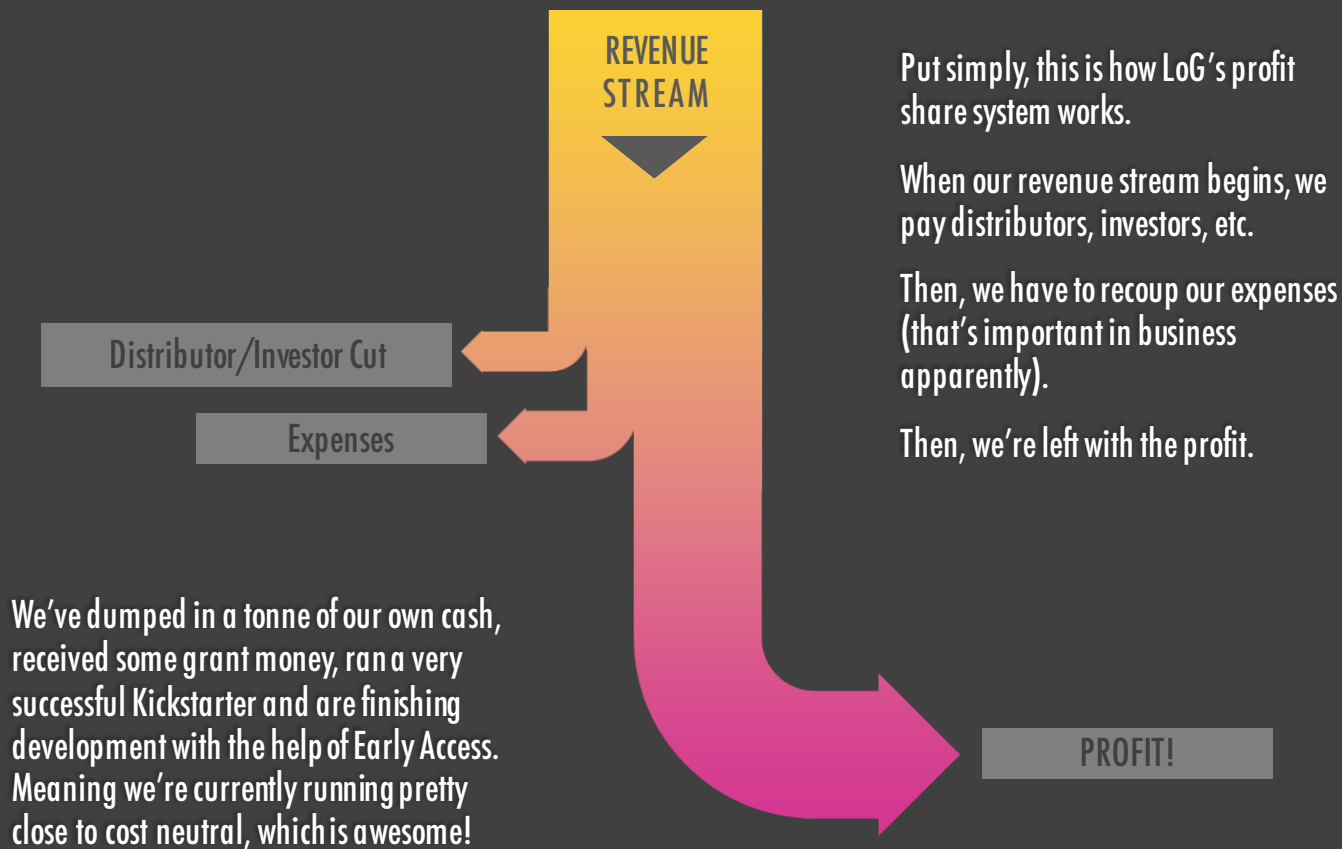 REVENUE
STREAM
Put simply, this is how LoG's profit
share system works.
When our revenue stream begins, we
pay distributors, investors, etc.
Then, we have to recoup our expenses
(that's important in business
apparently).
Then, we're left with the profit.
Distributor/Investor Cut
Expenses
We've dumped in a tonne of our own cash,
received some grant money, ran a very
successful Kickstarter and are finishing
development with the help of Early Access.
Meaning we're currently running pretty
close to cost neutral, which is awesome!
PROFIT!